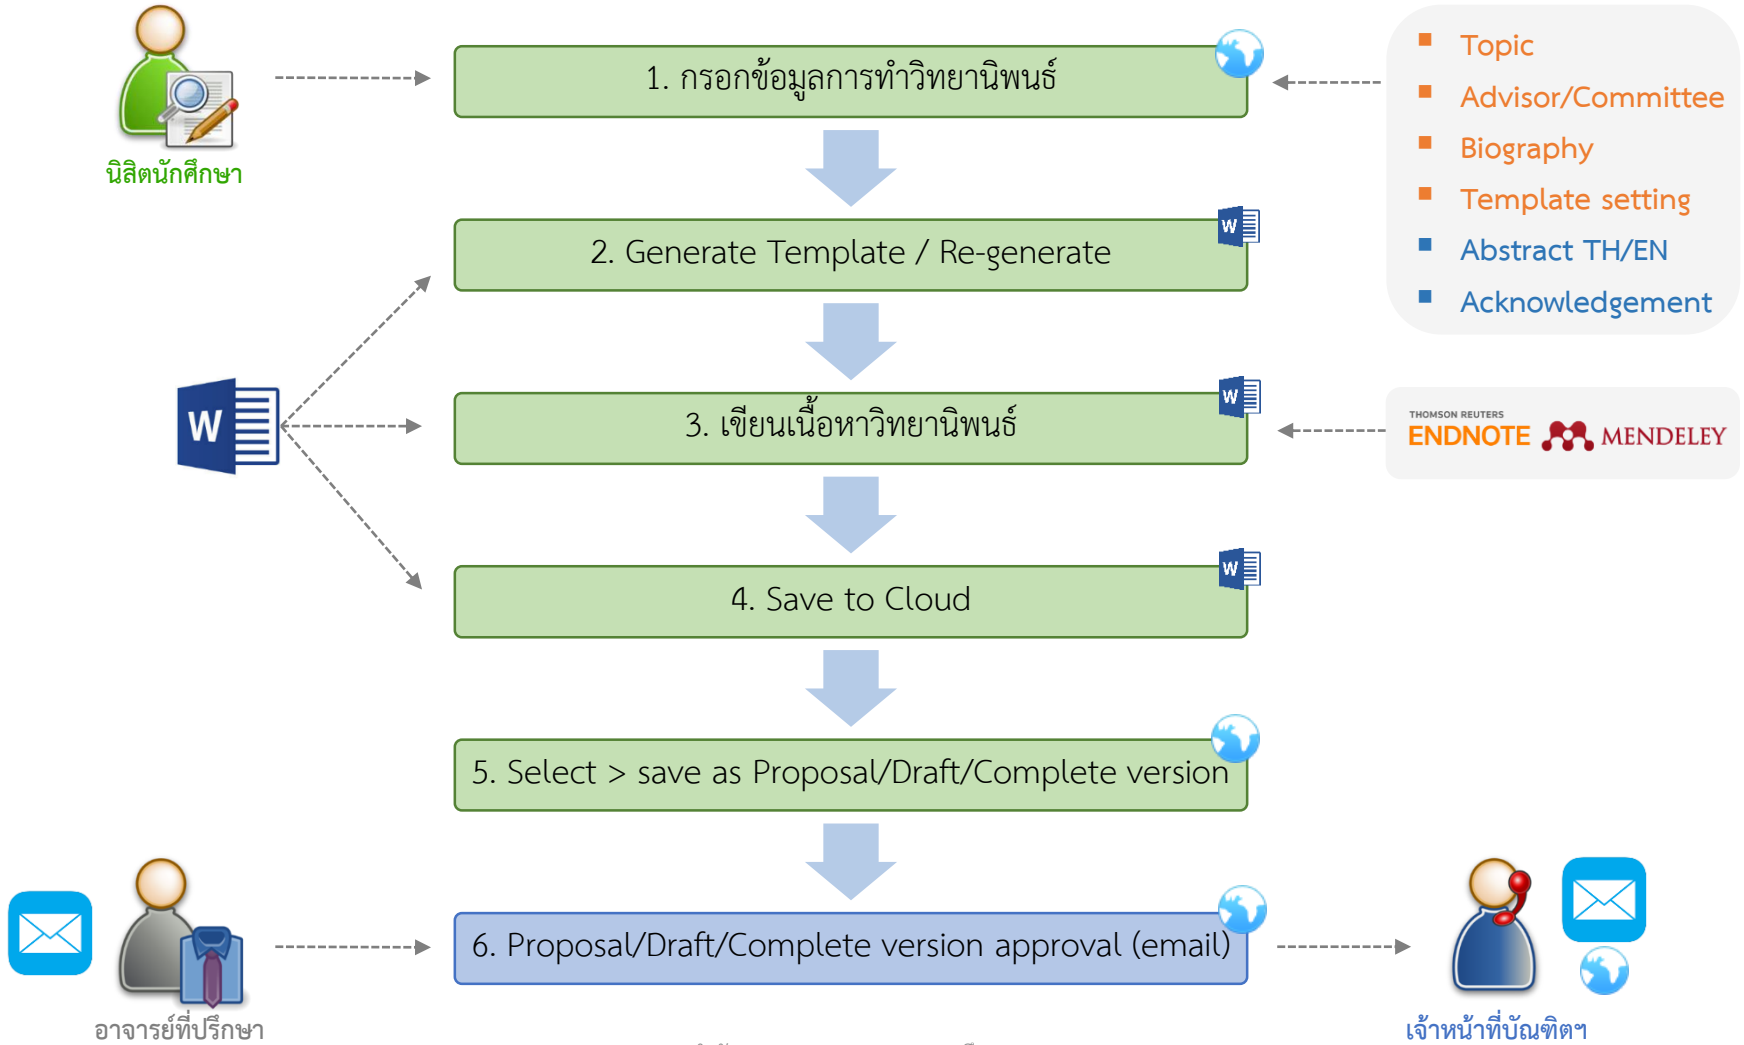 1. กรอกข้อมูลการทำวิทยานิพนธ์
นิสิตนักศึกษา
Topic
Advisor/Committee
Biography
Template setting
Abstract TH/EN
Acknowledgement
2. Generate Template / Re-generate
W
W
3. เขียนเนื้อหาวิทยานิพนธ์
W
THOMSON REUTERS
ENDNOTE
MENDELEY
4. Save to Cloud
W
5. Select > save as Proposal/Draft/Complete version
6. Proposal/Draft/Complete version approval (email)
อาจารย์ที่ปรึกษา
เจ้าหน้าที่บัณฑิตฯ